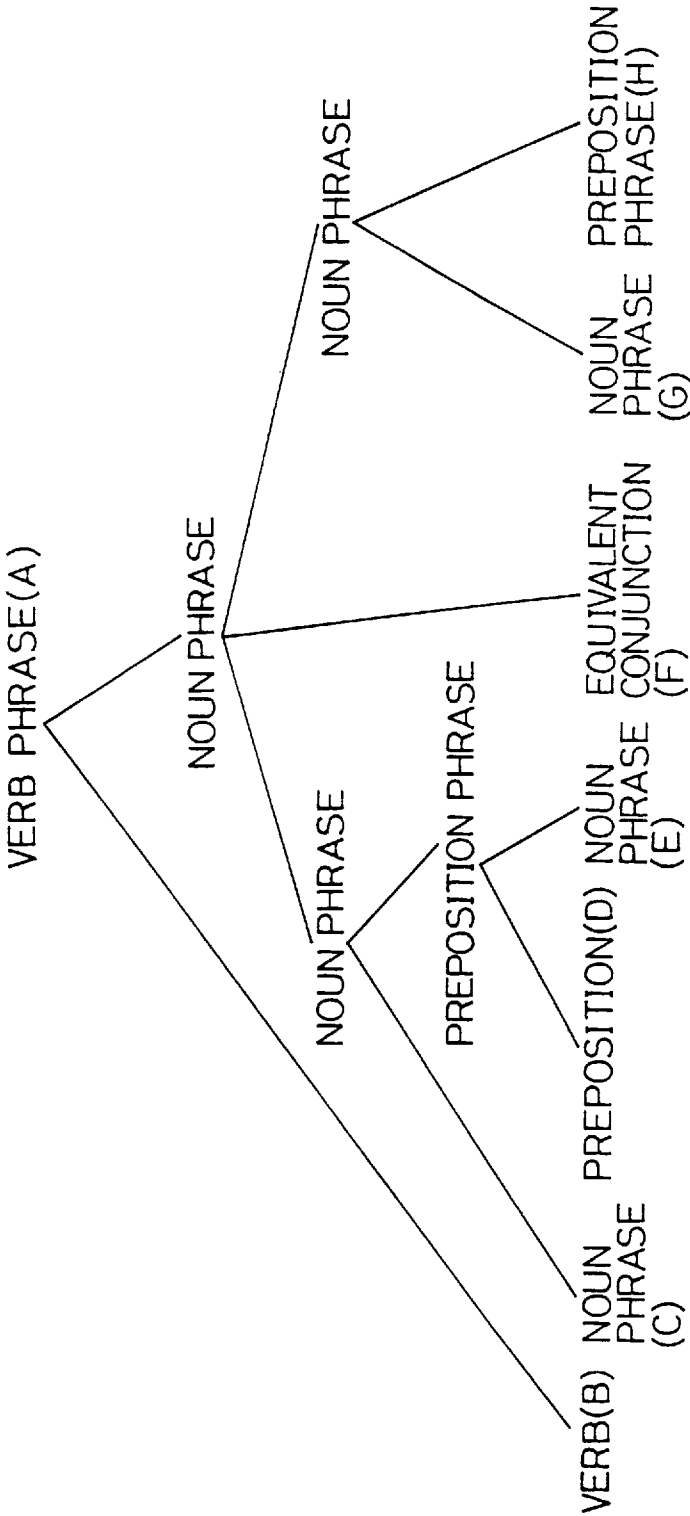 VERB PHRASE(A)
NOUN PHRASE
NOUN PHRASE
NOUN PHRASE
PREPOSITION PHRASE
VERB(B)
NOUN
PHRASE
(C)
PREPOSITION(D)
NOUN
PHRASE
(E)
EQUIVALENT
CONJUNCTION
(F)
NOUN
PHRASE
(G)
PREPOSITION
PHRASE(H)